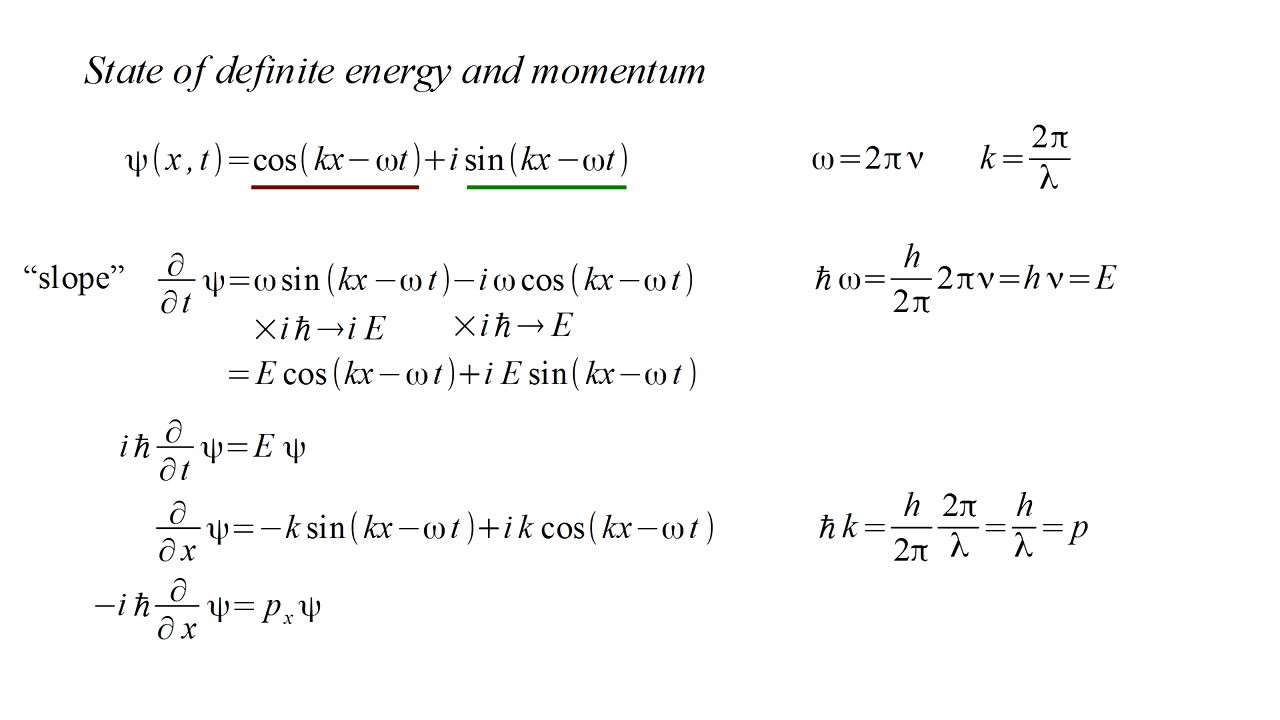 State of definite energy and momentum
ψ(x,t)=cos(kx−ωt)+i sin(kx−ωt) ω=2πν k=2π/λ
“slope” ∂/∂t ψ=ω sin(kx−ωt)−iω cos(kx−ωt) ħω=h/2π 2πν=hν=E
×iħ→iE ×iħ→E
=E cos(kx−ωt)+i E sin(kx−ωt)
iħ ∂/∂t ψ=E ψ
∂/∂x ψ=−k sin(kx−ωt)+i k cos(kx−ωt) ħk=h/2π 2π/λ=h/λ=p
−iħ ∂/∂x ψ=pₓψ